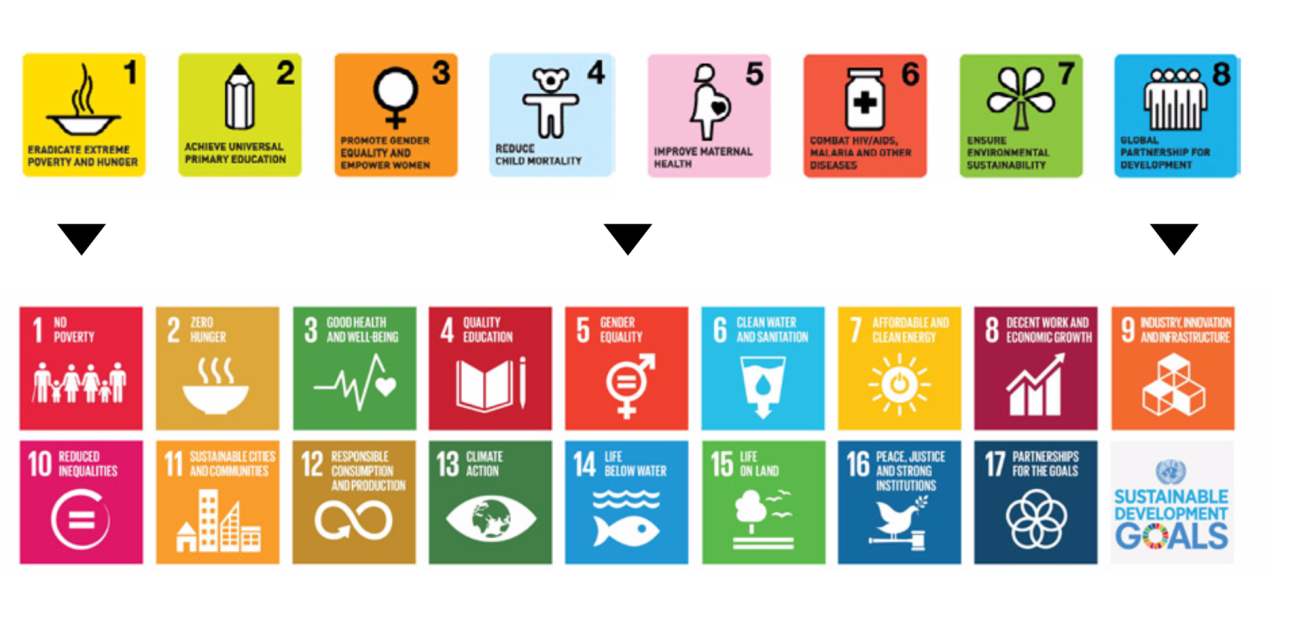 1
ERADICATE EXTREME
POVERTY AND HUNGER
2
ACHIEVE UNIVERSAL
PRIMARY EDUCATION
3
PROMOTE GENDER
EQUALITY AND
EMPOWER WOMEN
4
REDUCE
CHILD MORTALITY
5
IMPROVE MATERNAL
HEALTH
6
COMBAT HIV/AIDS,
MALARIA AND OTHER
DISEASES
7
ENSURE
ENVIRONMENTAL
SUSTAINABILITY
8
GLOBAL
PARTNERSHIP FOR
DEVELOPMENT
1 NO
POVERTY
2 ZERO
HUNGER
3 GOOD HEALTH
AND WELL-BEING
4 QUALITY
EDUCATION
5 GENDER
EQUALITY
6 CLEAN WATER
AND SANITATION
7 AFFORDABLE AND
CLEAN ENERGY
8 DECENT WORK AND
ECONOMIC GROWTH
9 INDUSTRY, INNOVATION
AND INFRASTRUCTURE
10 REDUCED
INEQUALITIES
11 SUSTAINABLE CITIES
AND COMMUNITIES
12 RESPONSIBLE
CONSUMPTION
AND PRODUCTION
13 CLIMATE
ACTION
14 LIFE
BELOW WATER
15 LIFE
ON LAND
16 PEACE, JUSTICE
AND STRONG
INSTITUTIONS
17 PARTNERSHIPS
FOR THE GOALS
SUSTAINABLE
DEVELOPMENT
GOALS